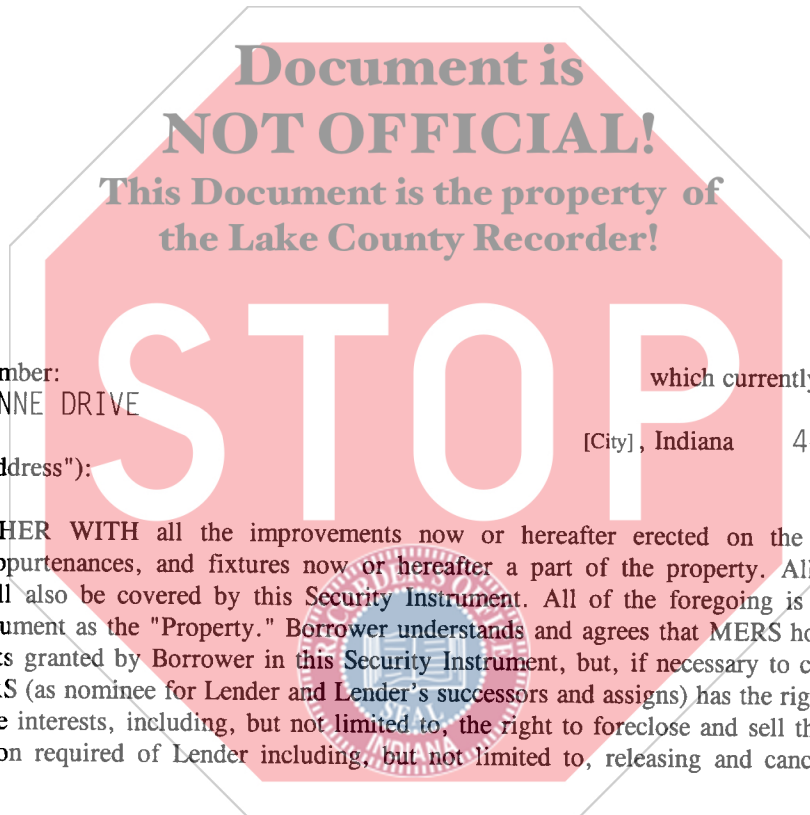 Document is
NOT OFFICIAL!
This Document is the property of
the Lake County Recorder!
STOP
mber: which currently
NNE DRIVE
[City], Indiana 4
ddress"):
HER WITH all the improvements now or hereafter erected on the
ppurtenances, and fixtures now or hereafter a part of the property. All
ll also be covered by this Security Instrument. All of the foregoing is
ument as the "Property." Borrower understands and agrees that MERS ho
ts granted by Borrower in this Security Instrument, but, if necessary to c
RS (as nominee for Lender and Lender's successors and assigns) has the rig
e interests, including, but not limited to, the right to foreclose and sell th
on required of Lender including, but not limited to, releasing and canc
RECORDER'S OFFICE
SEAL
INDIANA